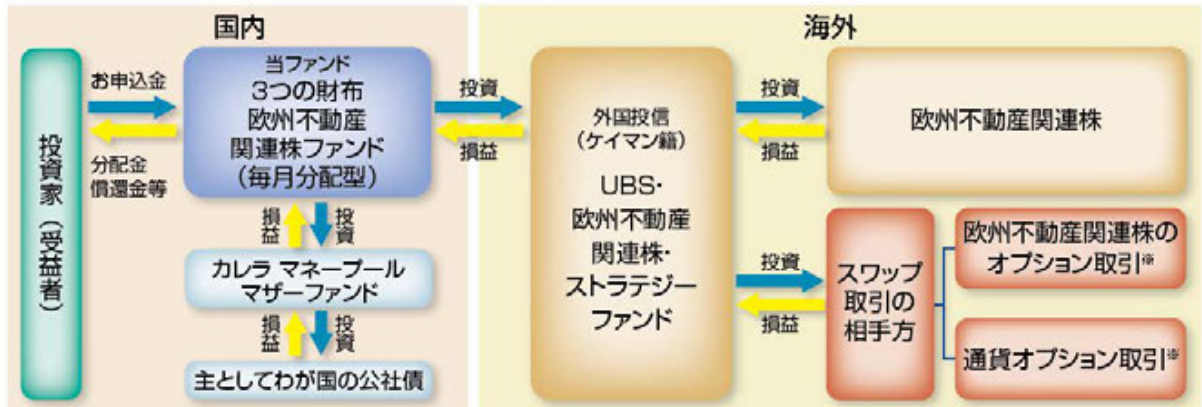 国内
海外
投資家（受益者）
お申込金
分配金
償還金等
当ファンド
3つの財布
欧州不動産
関連株ファンド
（毎月分配型）
損益
投資
カレラ マネープール
マザーファンド
損益
投資
主としてわが国の公社債
投資
損益
外国投信
（ケイマン籍）
UBS・
欧州不動産
関連株・
ストラテジー
ファンド
投資
損益
欧州不動産関連株
投資
損益
スワップ
取引の
相手方
欧州不動産関連株の
オプション取引※
通貨オプション取引※